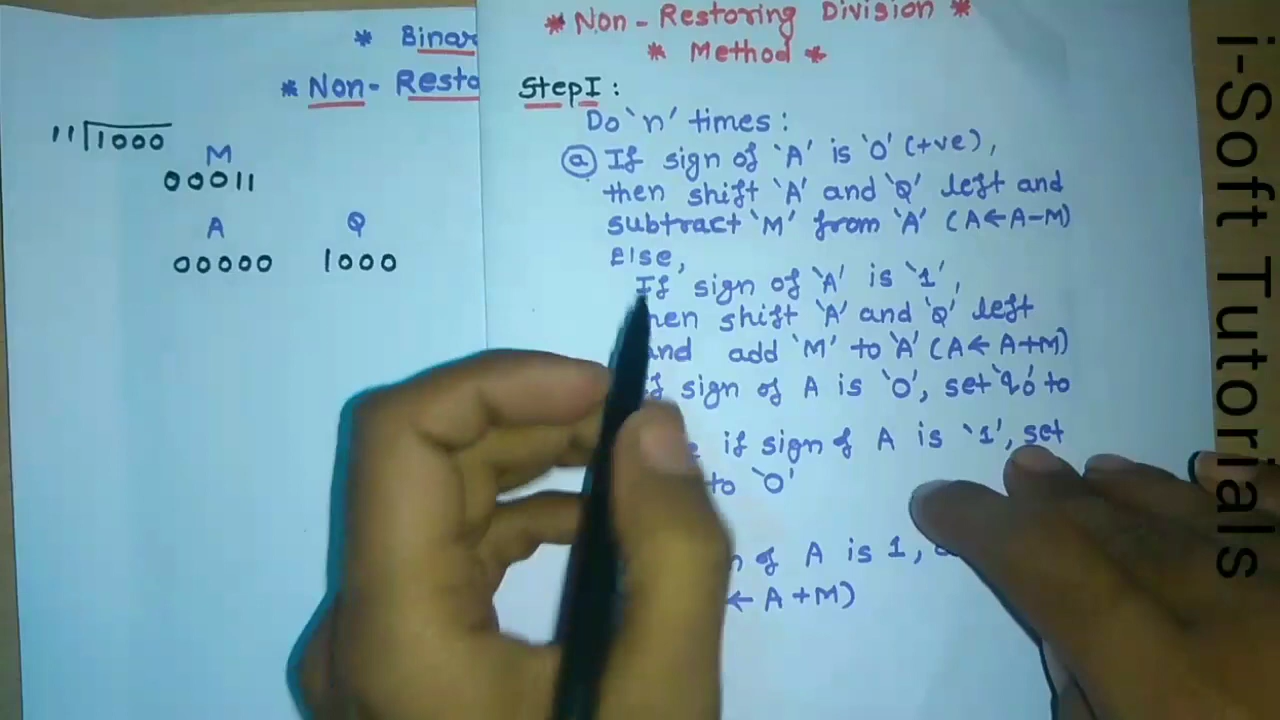 * Binar
* Non-Resto
11 1000
M
00011
A Q
00000 1000
* Non-Restoring Division *
* Method *
Step I:
Do `n' times:
(a) If sign of `A' is `0' (+ve),
then shift `A' and `Q' left and
subtract `M' from `A' (A←A-M)
Else,
If sign of `A' is `1',
hen shift `A' and `Q' left
and add `M' to `A' (A←A+M)
If sign of A is `0', set `q0' to
e if sign of A is `1', set
to `0'
of A is 1,
← A+M)
i-Soft Tutorials